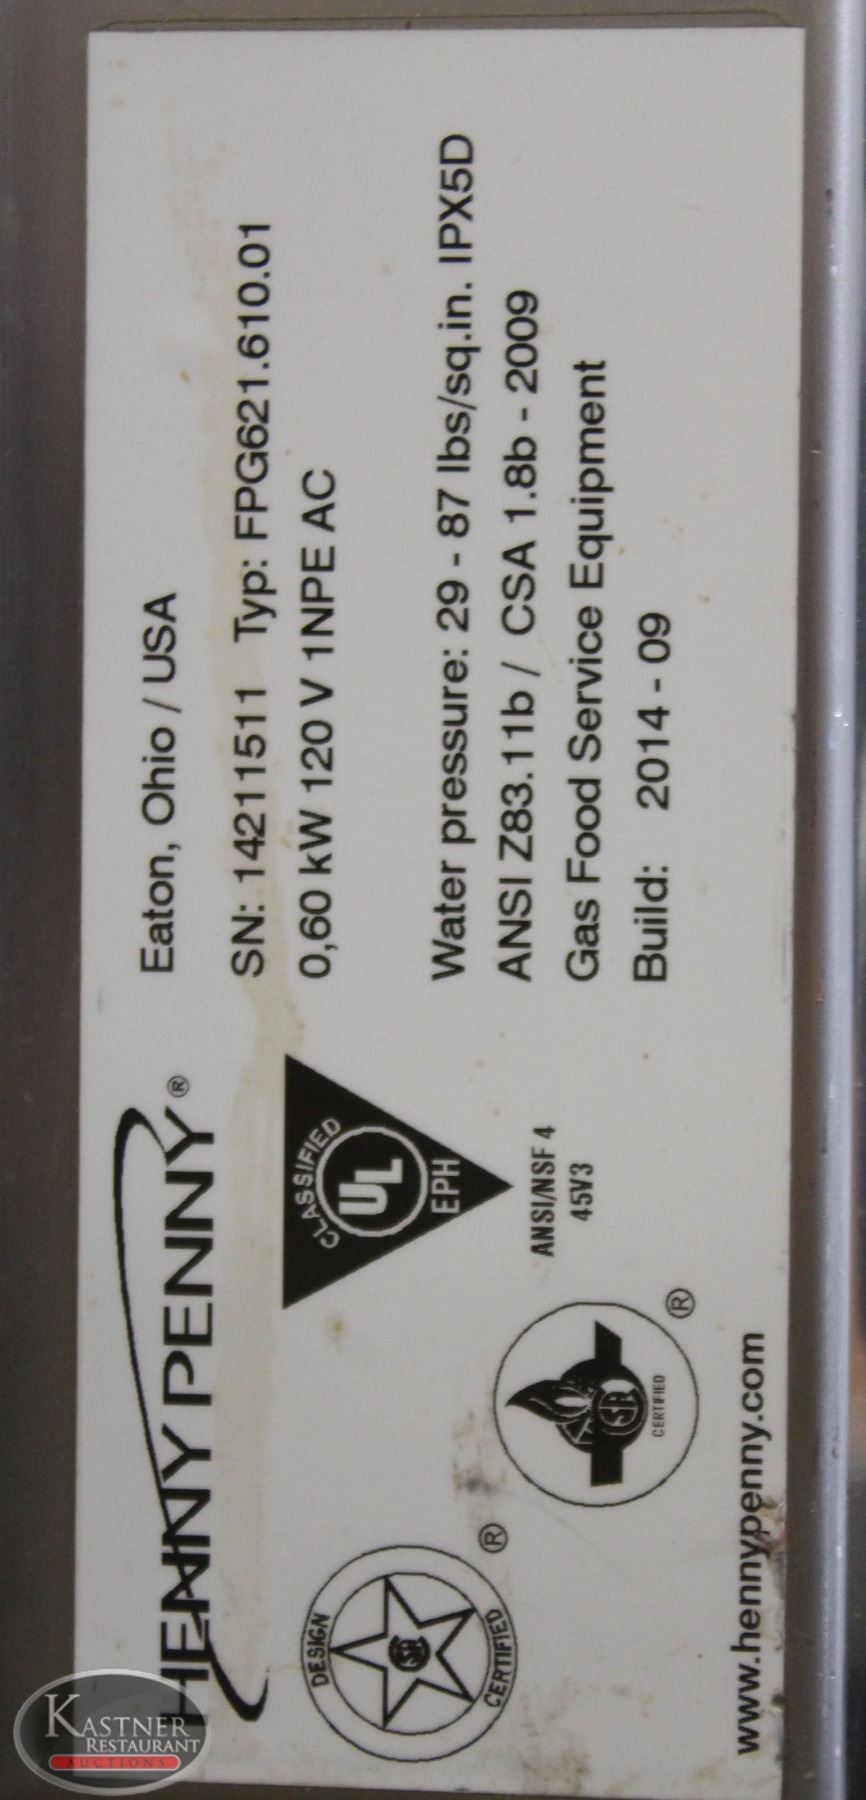 HENNY PENNY®
Eaton, Ohio / USA
SN: 14211511 Typ: FPG621.610.01
0,60 kW 120 V 1NPE AC
Water pressure: 29 - 87 lbs/sq.in. IPX5D
ANSI Z83.11b / CSA 1.8b - 2009
Gas Food Service Equipment
Build: 2014 - 09
CLASSIFIED
UL
EPH
ANSI/NSF 4
45V3
DESIGN
CERTIFIED
®
CERTIFIED
®
www.hennypenny.com
KASTNER
RESTAURANT
AUCTIONS